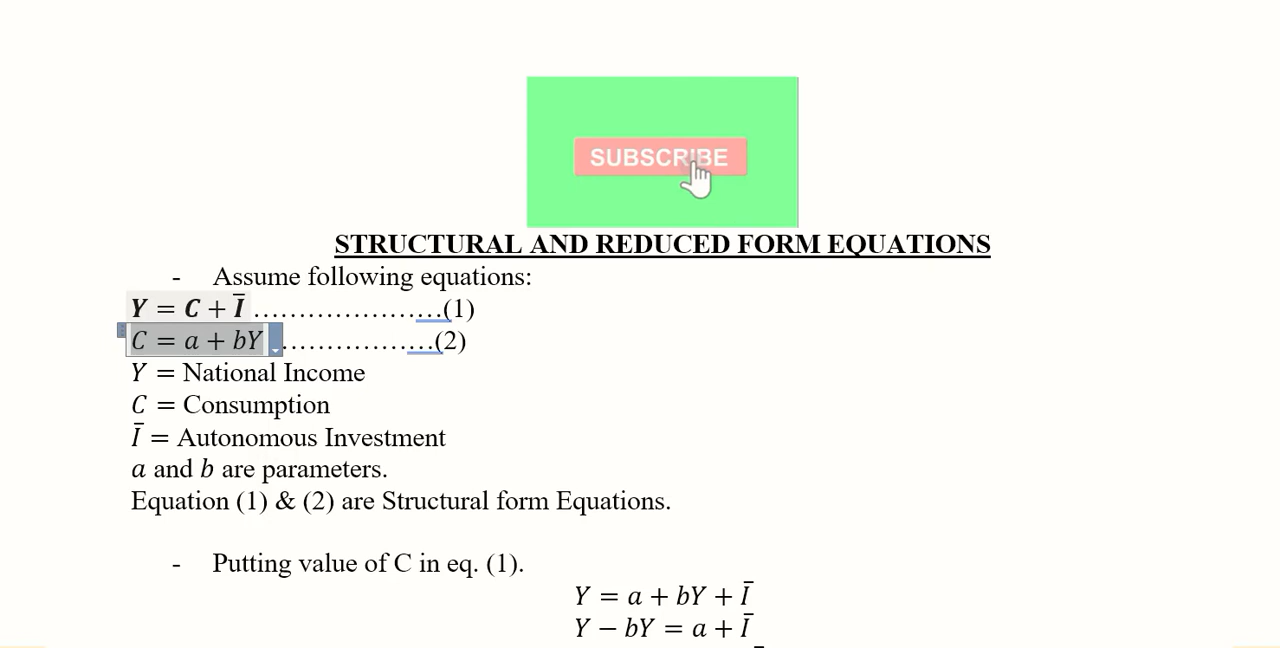 SUBSCRIBE
STRUCTURAL AND REDUCED FORM EQUATIONS
- Assume following equations:
Y = C + Ī …………………(1)
C = a + bY ………………(2)
Y = National Income
C = Consumption
Ī = Autonomous Investment
a and b are parameters.
Equation (1) & (2) are Structural form Equations.
- Putting value of C in eq. (1).
Y = a + bY + Ī
Y − bY = a + Ī